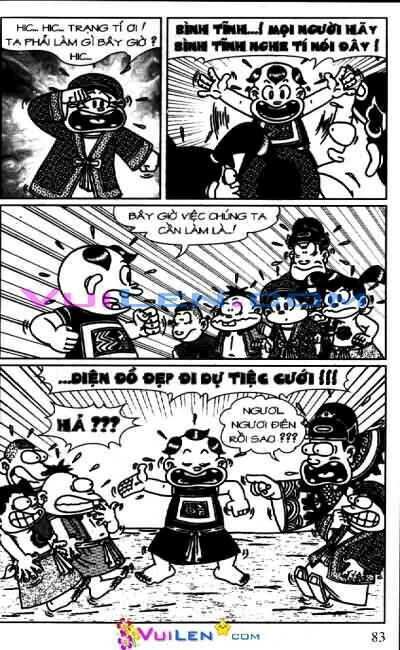 HIC... HIC... TRẠNG TÍ ƠI!
TA PHẢI LÀM GÌ BÂY GIỜ?
HIC...
BÌNH TĨNH...! MỌI NGƯỜI HÃY
BÌNH TĨNH NGHE TÍ NÓI ĐÂY!
BÂY GIỜ VIỆC CHÚNG TA
CẦN LÀM LÀ...!
VUILEN.COM
...DIỆN ĐỒ ĐẸP ĐI DỰ TIỆC CƯỚI!!!
HẢ???
NGƯƠI...
NGƯƠI ĐIÊN
RỒI SAO???
83
VUILEN.COM